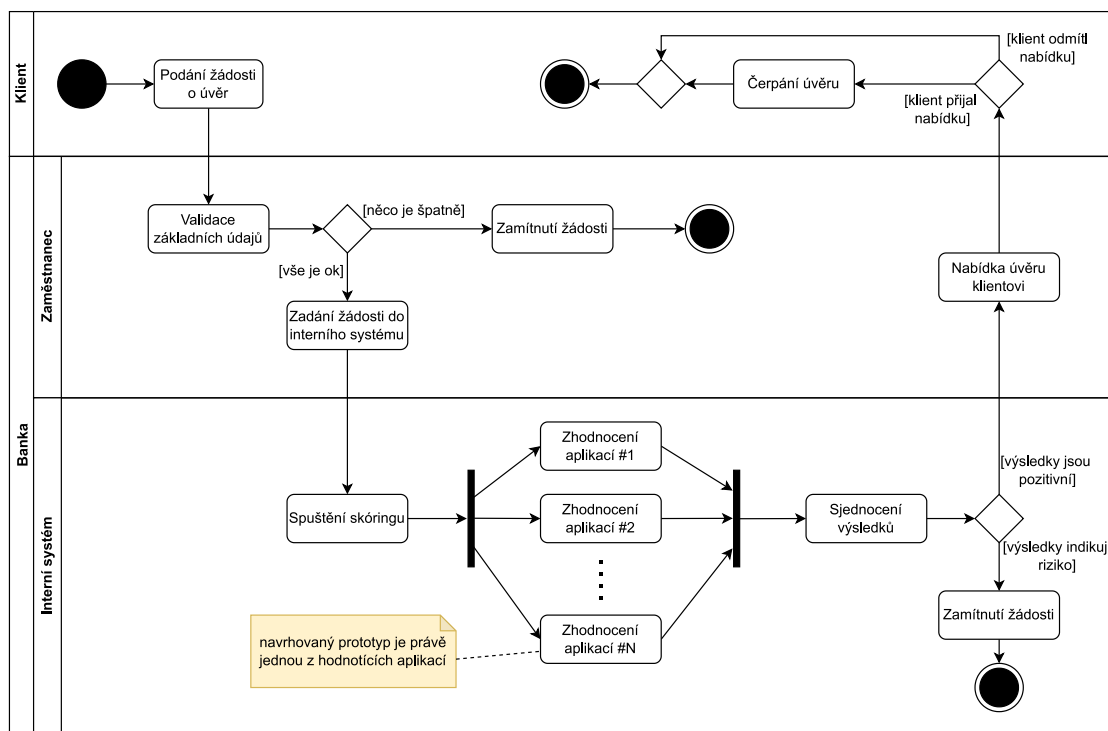 Klient
Podání žádosti
o úvěr
Čerpání úvěru
[klient odmítl
nabídku]
[klient přijal
nabídku]
Banka
Zaměstnanec
Validace
základních údajů
[něco je špatně]
Zamítnutí žádosti
[vše je ok]
Zadání žádosti do
interního systému
Nabídka úvěru
klientovi
Interní systém
Spuštění skóringu
Zhodnocení
aplikací #1
Zhodnocení
aplikací #2
Zhodnocení
aplikací #N
navrhovaný prototyp je právě
jednou z hodnotících aplikací
Sjednocení
výsledků
[výsledky jsou
pozitivní]
[výsledky indikuj
riziko]
Zamítnutí žádosti